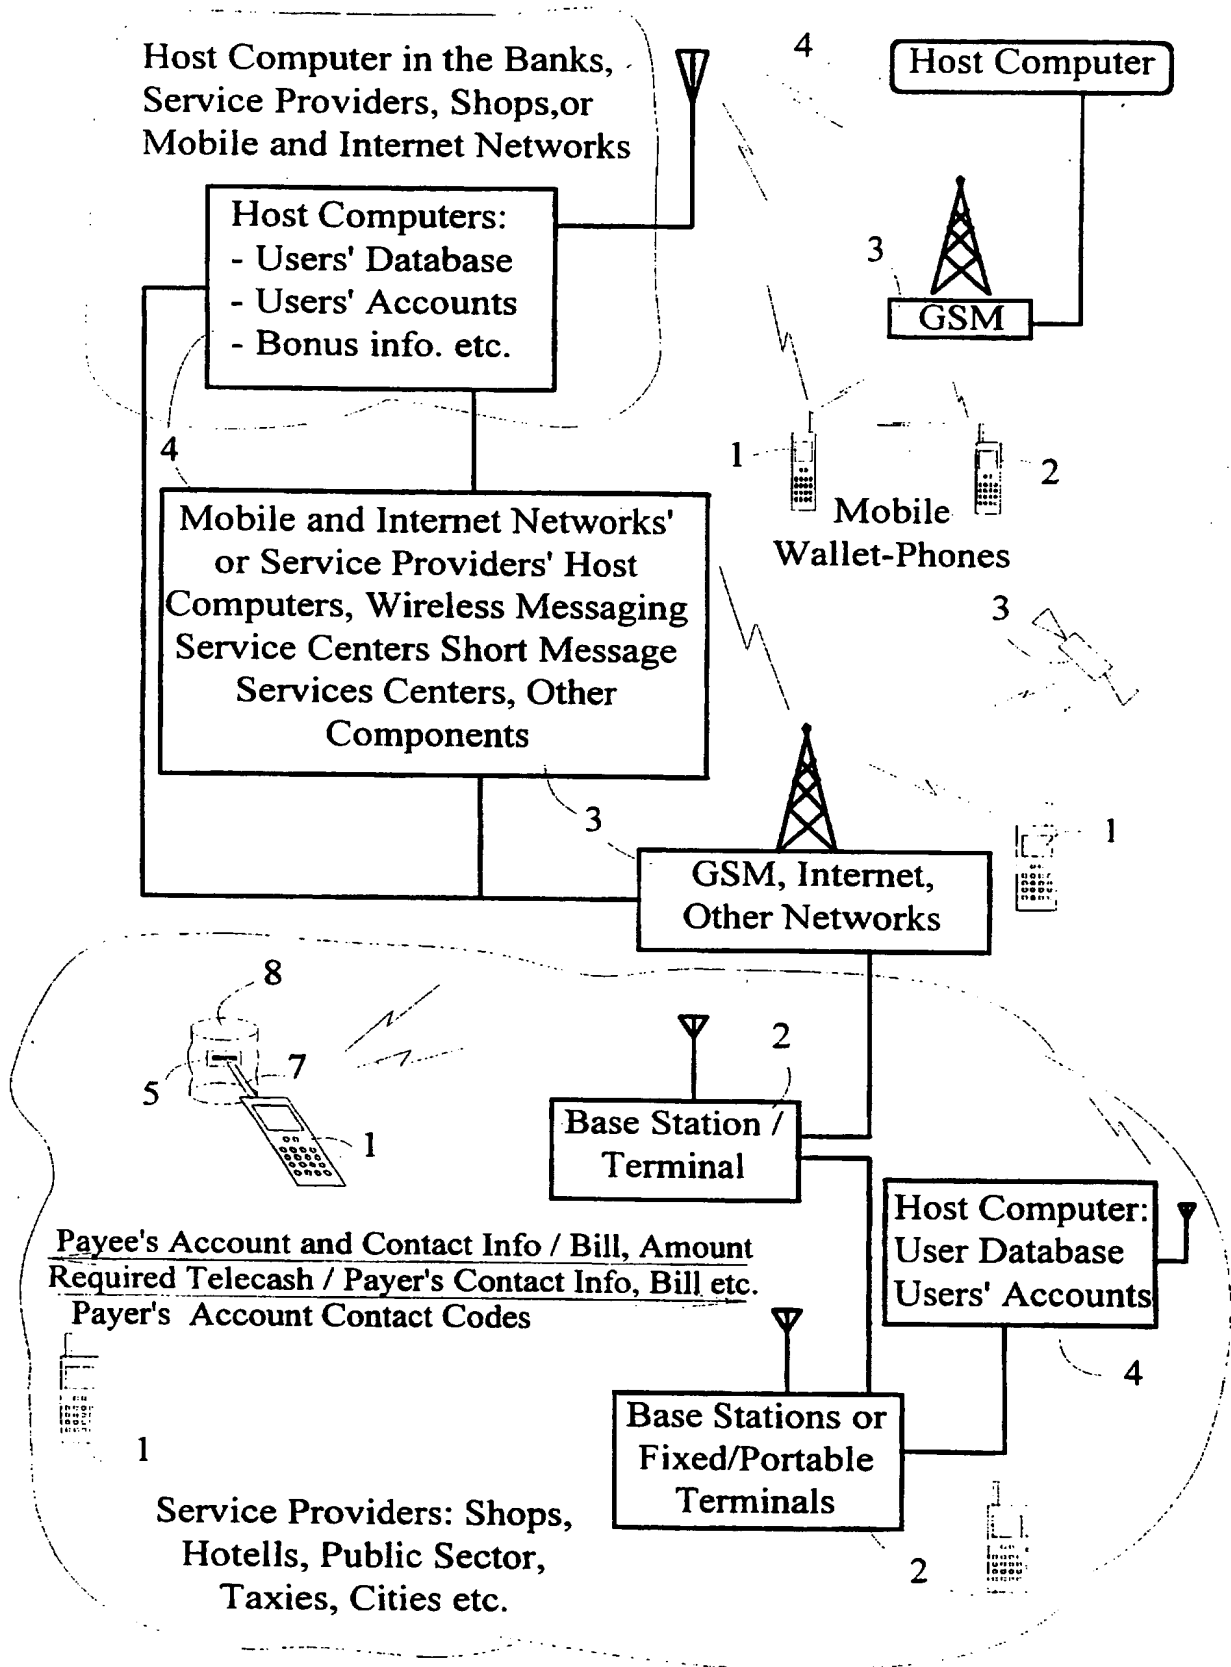 Host Computer in the Banks,
Service Providers, Shops,or
Mobile and Internet Networks
4
Host Computer
Host Computers:
- Users' Database
- Users' Accounts
- Bonus info. etc.
3
GSM
4
1
2
Mobile
Wallet-Phones
Mobile and Internet Networks'
or Service Providers' Host
Computers, Wireless Messaging
Service Centers Short Message
Services Centers, Other
Components
3
3
1
GSM, Internet,
Other Networks
8
5
7
1
2
Base Station /
Terminal
Host Computer:
User Database
Users' Accounts
4
Payee's Account and Contact Info / Bill, Amount
Required Telecash / Payer's Contact Info, Bill etc.
Payer's Account Contact Codes
1
Base Stations or
Fixed/Portable
Terminals
2
Service Providers: Shops,
Hotells, Public Sector,
Taxies, Cities etc.